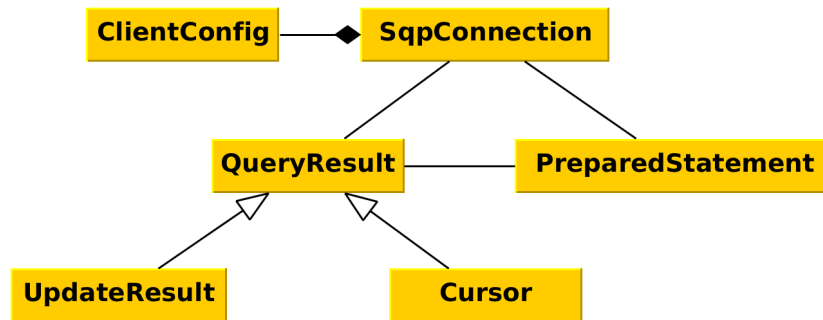 ClientConfig
SqpConnection
QueryResult
PreparedStatement
UpdateResult
Cursor